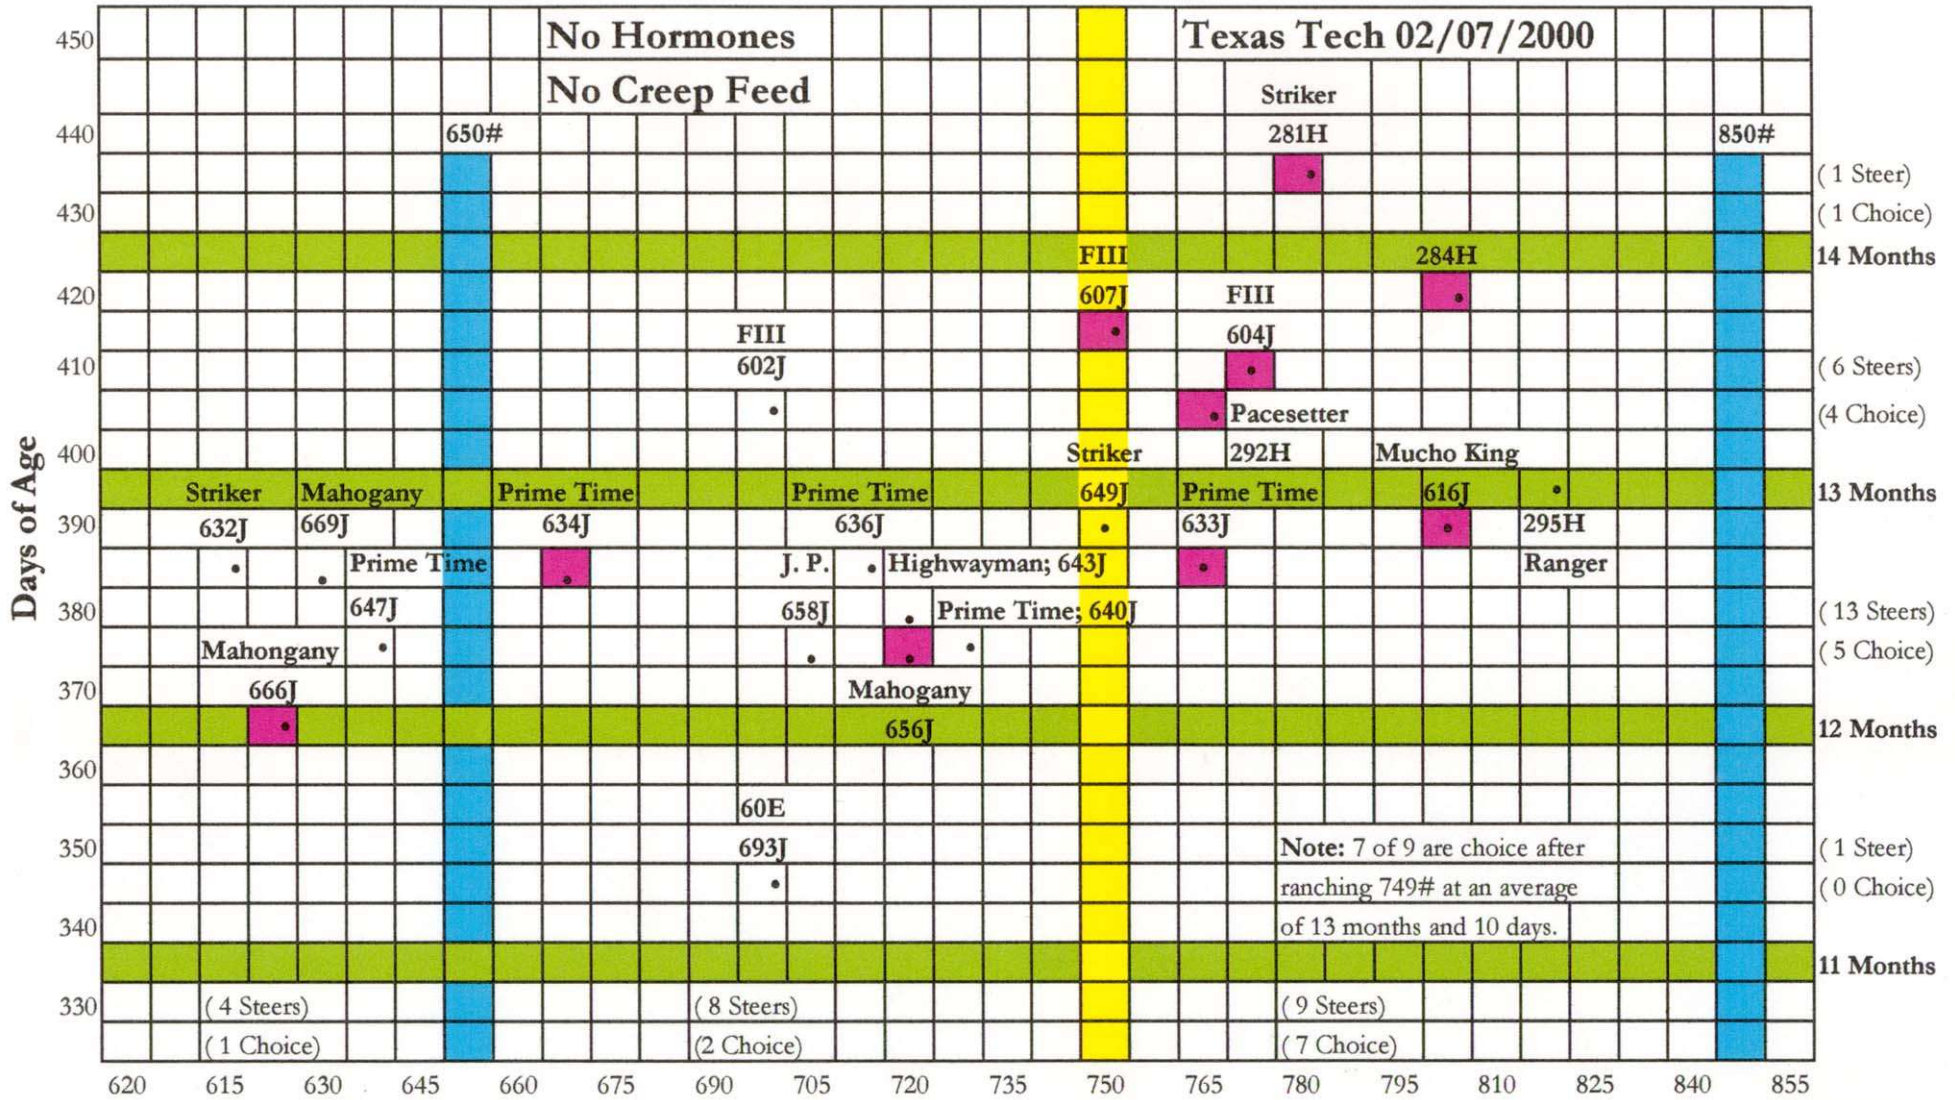 450 No Hormones Texas Tech 02/07/2000
No Creep Feed
Striker
440 650# 281H 850#
( 1 Steer)
430 ( 1 Choice)
FIII 284H 14 Months
420 607J FIII
FIII 604J
410 602J ( 6 Steers)
Pacesetter (4 Choice)
400 Striker 292H Mucho King
Striker Mahogany Prime Time Prime Time 649J Prime Time 616J 13 Months
390 632J 669J 634J 636J 633J 295H
Prime Time J. P. Highwayman; 643J Ranger
380 647J 658J Prime Time; 640J ( 13 Steers)
Mahongany ( 5 Choice)
370 666J Mahogany
656J 12 Months
360
60E
350 693J Note: 7 of 9 are choice after ( 1 Steer)
ranching 749# at an average ( 0 Choice)
340 of 13 months and 10 days.
11 Months
330 ( 4 Steers) ( 8 Steers) ( 9 Steers)
( 1 Choice) (2 Choice) ( 7 Choice)
620 615 630 645 660 675 690 705 720 735 750 765 780 795 810 825 840 855
Days of Age